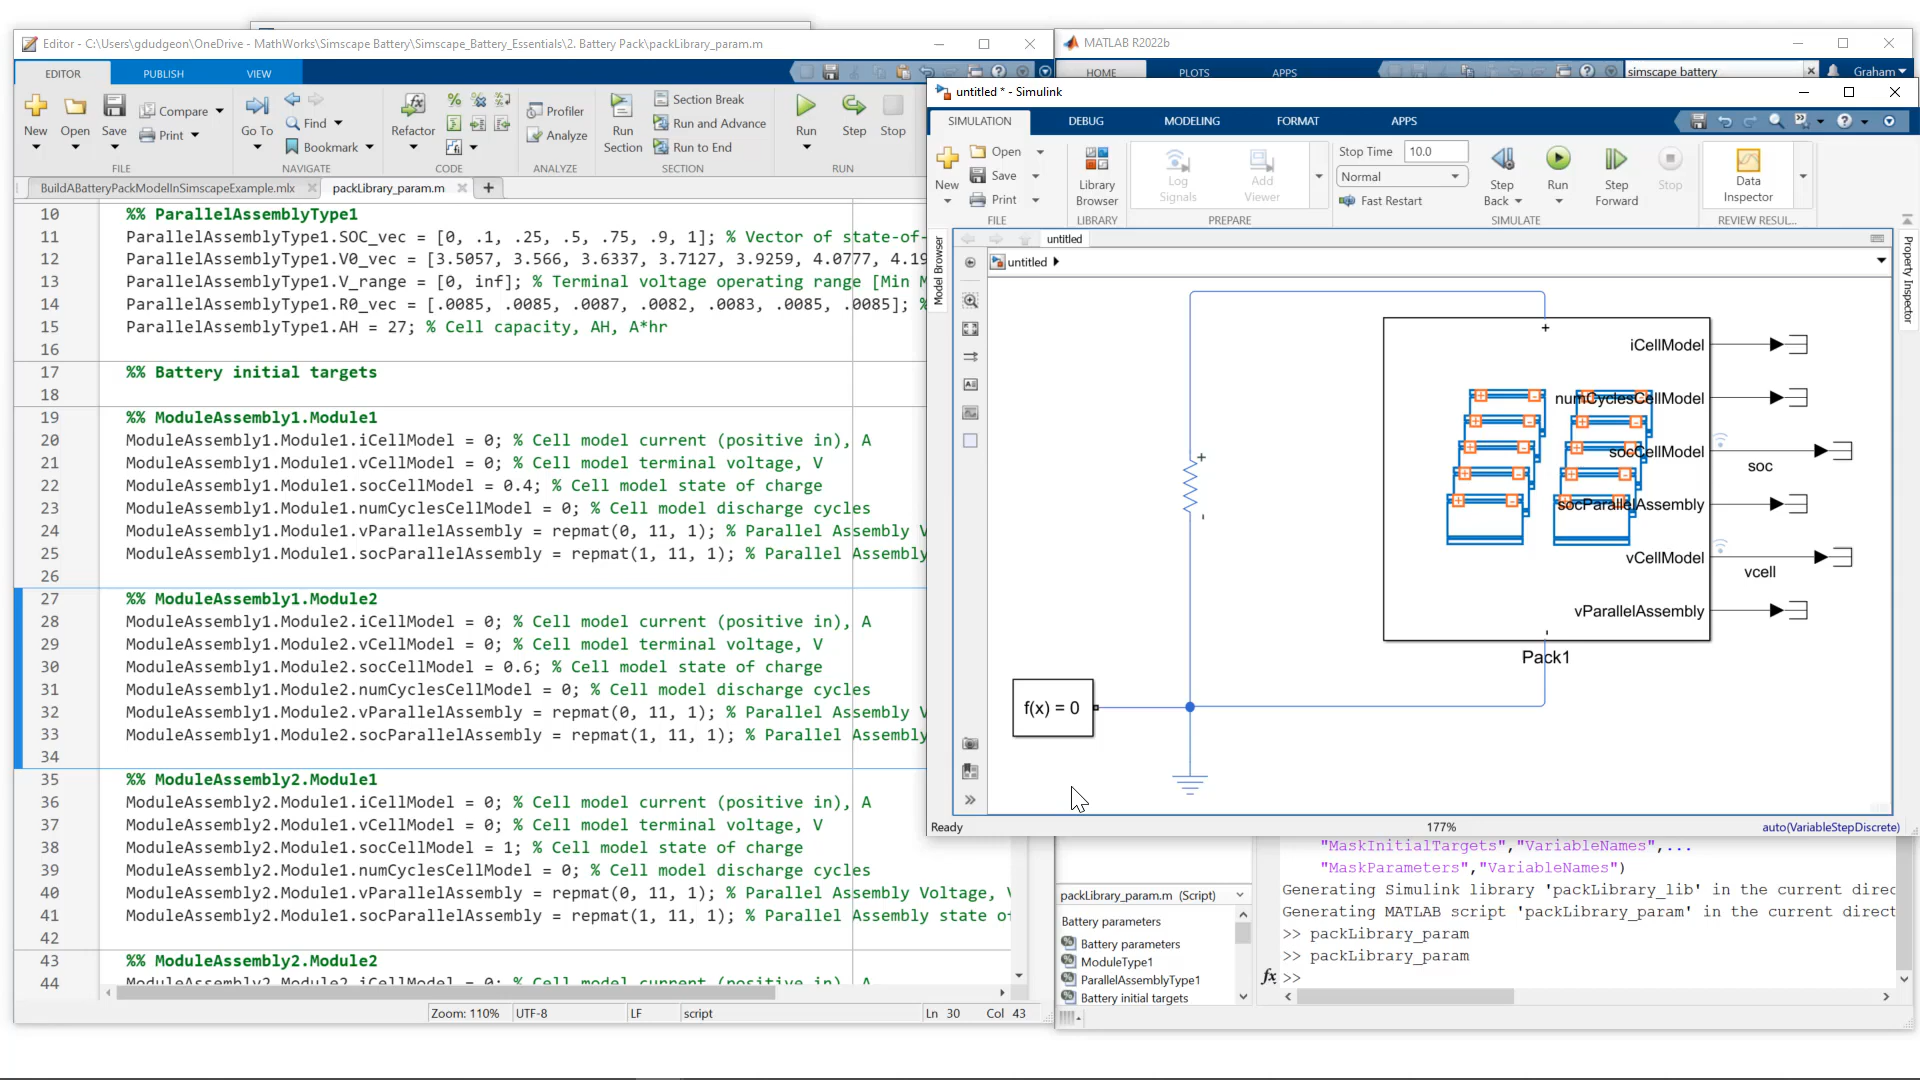 Editor - C:\Users\gdudgeon\OneDrive - MathWorks\Simscape Battery\Simscape_Battery_Essentials\2. Battery Pack\packLibrary_param.m
EDITOR PUBLISH VIEW
New Open Save Compare Print
FILE
Go To Find Bookmark
NAVIGATE
Refactor
CODE
Profiler
Analyze
ANALYZE
Run Section
Section Break
Run and Advance
Run to End
SECTION
Run Step Stop
RUN
BuildABatteryPackModelInSimscapeExample.mlx packLibrary_param.m
10 %% ParallelAssemblyType1
11 ParallelAssemblyType1.SOC_vec = [0, .1, .25, .5, .75, .9, 1]; % Vector of state-of-
12 ParallelAssemblyType1.V0_vec = [3.5057, 3.566, 3.6337, 3.7127, 3.9259, 4.0777, 4.19
13 ParallelAssemblyType1.V_range = [0, inf]; % Terminal voltage operating range [Min M
14 ParallelAssemblyType1.R0_vec = [.0085, .0085, .0087, .0082, .0083, .0085, .0085]; %
15 ParallelAssemblyType1.AH = 27; % Cell capacity, AH, A*hr
16
17 %% Battery initial targets
18
19 %% ModuleAssembly1.Module1
20 ModuleAssembly1.Module1.iCellModel = 0; % Cell model current (positive in), A
21 ModuleAssembly1.Module1.vCellModel = 0; % Cell model terminal voltage, V
22 ModuleAssembly1.Module1.socCellModel = 0.4; % Cell model state of charge
23 ModuleAssembly1.Module1.numCyclesCellModel = 0; % Cell model discharge cycles
24 ModuleAssembly1.Module1.vParallelAssembly = repmat(0, 11, 1); % Parallel Assembly V
25 ModuleAssembly1.Module1.socParallelAssembly = repmat(1, 11, 1); % Parallel Assembly
26
27 %% ModuleAssembly1.Module2
28 ModuleAssembly1.Module2.iCellModel = 0; % Cell model current (positive in), A
29 ModuleAssembly1.Module2.vCellModel = 0; % Cell model terminal voltage, V
30 ModuleAssembly1.Module2.socCellModel = 0.6; % Cell model state of charge
31 ModuleAssembly1.Module2.numCyclesCellModel = 0; % Cell model discharge cycles
32 ModuleAssembly1.Module2.vParallelAssembly = repmat(0, 11, 1); % Parallel Assembly V
33 ModuleAssembly1.Module2.socParallelAssembly = repmat(1, 11, 1); % Parallel Assembly
34
35 %% ModuleAssembly2.Module1
36 ModuleAssembly2.Module1.iCellModel = 0; % Cell model current (positive in), A
37 ModuleAssembly2.Module1.vCellModel = 0; % Cell model terminal voltage, V
38 ModuleAssembly2.Module1.socCellModel = 1; % Cell model state of charge
39 ModuleAssembly2.Module1.numCyclesCellModel = 0; % Cell model discharge cycles
40 ModuleAssembly2.Module1.vParallelAssembly = repmat(0, 11, 1); % Parallel Assembly Voltage, V
41 ModuleAssembly2.Module1.socParallelAssembly = repmat(1, 11, 1); % Parallel Assembly state of
42
43 %% ModuleAssembly2.Module2
44 ModuleAssembly2.Module2.iCellModel = 0; % Cell model current (positive in), A
Zoom: 110% UTF-8 LF script Ln 30 Col 43
MATLAB R2022b
HOME PLOTS APPS simscape battery Graham
untitled * - Simulink
SIMULATION DEBUG MODELING FORMAT APPS
New Open Save Print
FILE
Library Browser
LIBRARY
Log Signals
Add Viewer
PREPARE
Stop Time 10.0
Normal
Fast Restart
Step Back Run Step Forward Stop
SIMULATE
Data Inspector
REVIEW RESUL...
Model Browser
untitled
untitled
Property Inspector
+
iCellModel
numCyclesCellModel
socCellModel
soc
socParallelAssembly
vCellModel
vcell
vParallelAssembly
-
Pack1
+
-
f(x) = 0
Ready 177% auto(VariableStepDiscrete)
"MaskInitialTargets","VariableNames",...
"MaskParameters","VariableNames")
Generating Simulink library 'packLibrary_lib' in the current direc
Generating MATLAB script 'packLibrary_param' in the current direct
>> packLibrary_param
>> packLibrary_param
fx >>
packLibrary_param.m (Script)
Battery parameters
Battery parameters
ModuleType1
ParallelAssemblyType1
Battery initial targets